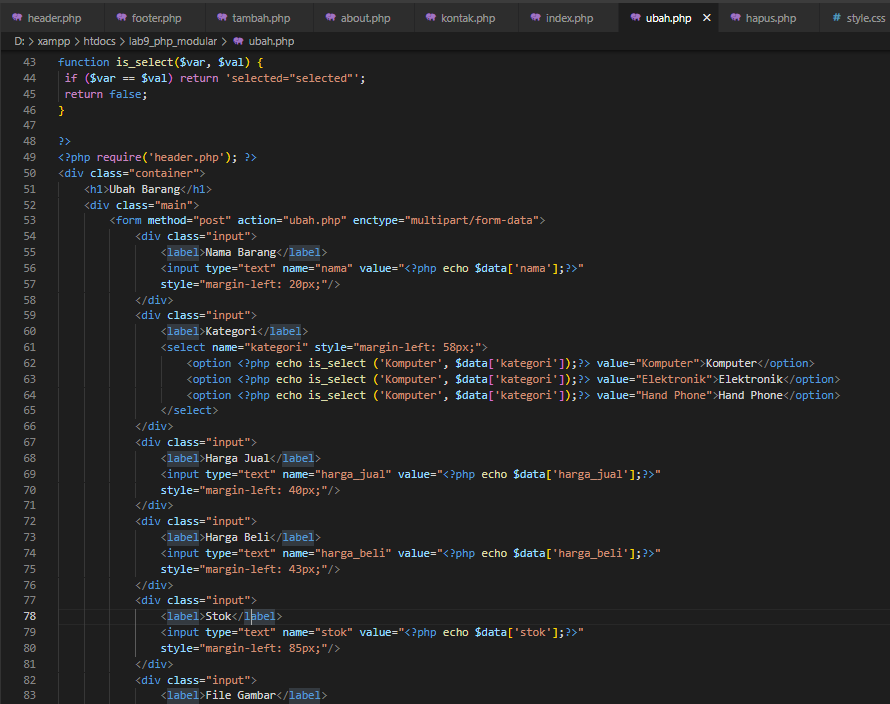 header.php footer.php tambah.php about.php kontak.php index.php ubah.php × hapus.php # style.css
D: > xampp > htdocs > lab9_php_modular > ubah.php
43 function is_select($var, $val) {
44 if ($var == $val) return 'selected="selected"';
45 return false;
46 }
47
48 ?>
49 <?php require('header.php'); ?>
50 <div class="container">
51 <h1>Ubah Barang</h1>
52 <div class="main">
53 <form method="post" action="ubah.php" enctype="multipart/form-data">
54 <div class="input">
55 <label>Nama Barang</label>
56 <input type="text" name="nama" value="<?php echo $data['nama'];?>"
57 style="margin-left: 20px;"/>
58 </div>
59 <div class="input">
60 <label>Kategori</label>
61 <select name="kategori" style="margin-left: 58px;">
62 <option <?php echo is_select ('Komputer', $data['kategori']);?> value="Komputer">Komputer</option>
63 <option <?php echo is_select ('Komputer', $data['kategori']);?> value="Elektronik">Elektronik</option>
64 <option <?php echo is_select ('Komputer', $data['kategori']);?> value="Hand Phone">Hand Phone</option>
65 </select>
66 </div>
67 <div class="input">
68 <label>Harga Jual</label>
69 <input type="text" name="harga_jual" value="<?php echo $data['harga_jual'];?>"
70 style="margin-left: 40px;"/>
71 </div>
72 <div class="input">
73 <label>Harga Beli</label>
74 <input type="text" name="harga_beli" value="<?php echo $data['harga_beli'];?>"
75 style="margin-left: 43px;"/>
76 </div>
77 <div class="input">
78 <label>Stok</label>
79 <input type="text" name="stok" value="<?php echo $data['stok'];?>"
80 style="margin-left: 85px;"/>
81 </div>
82 <div class="input">
83 <label>File Gambar</label>